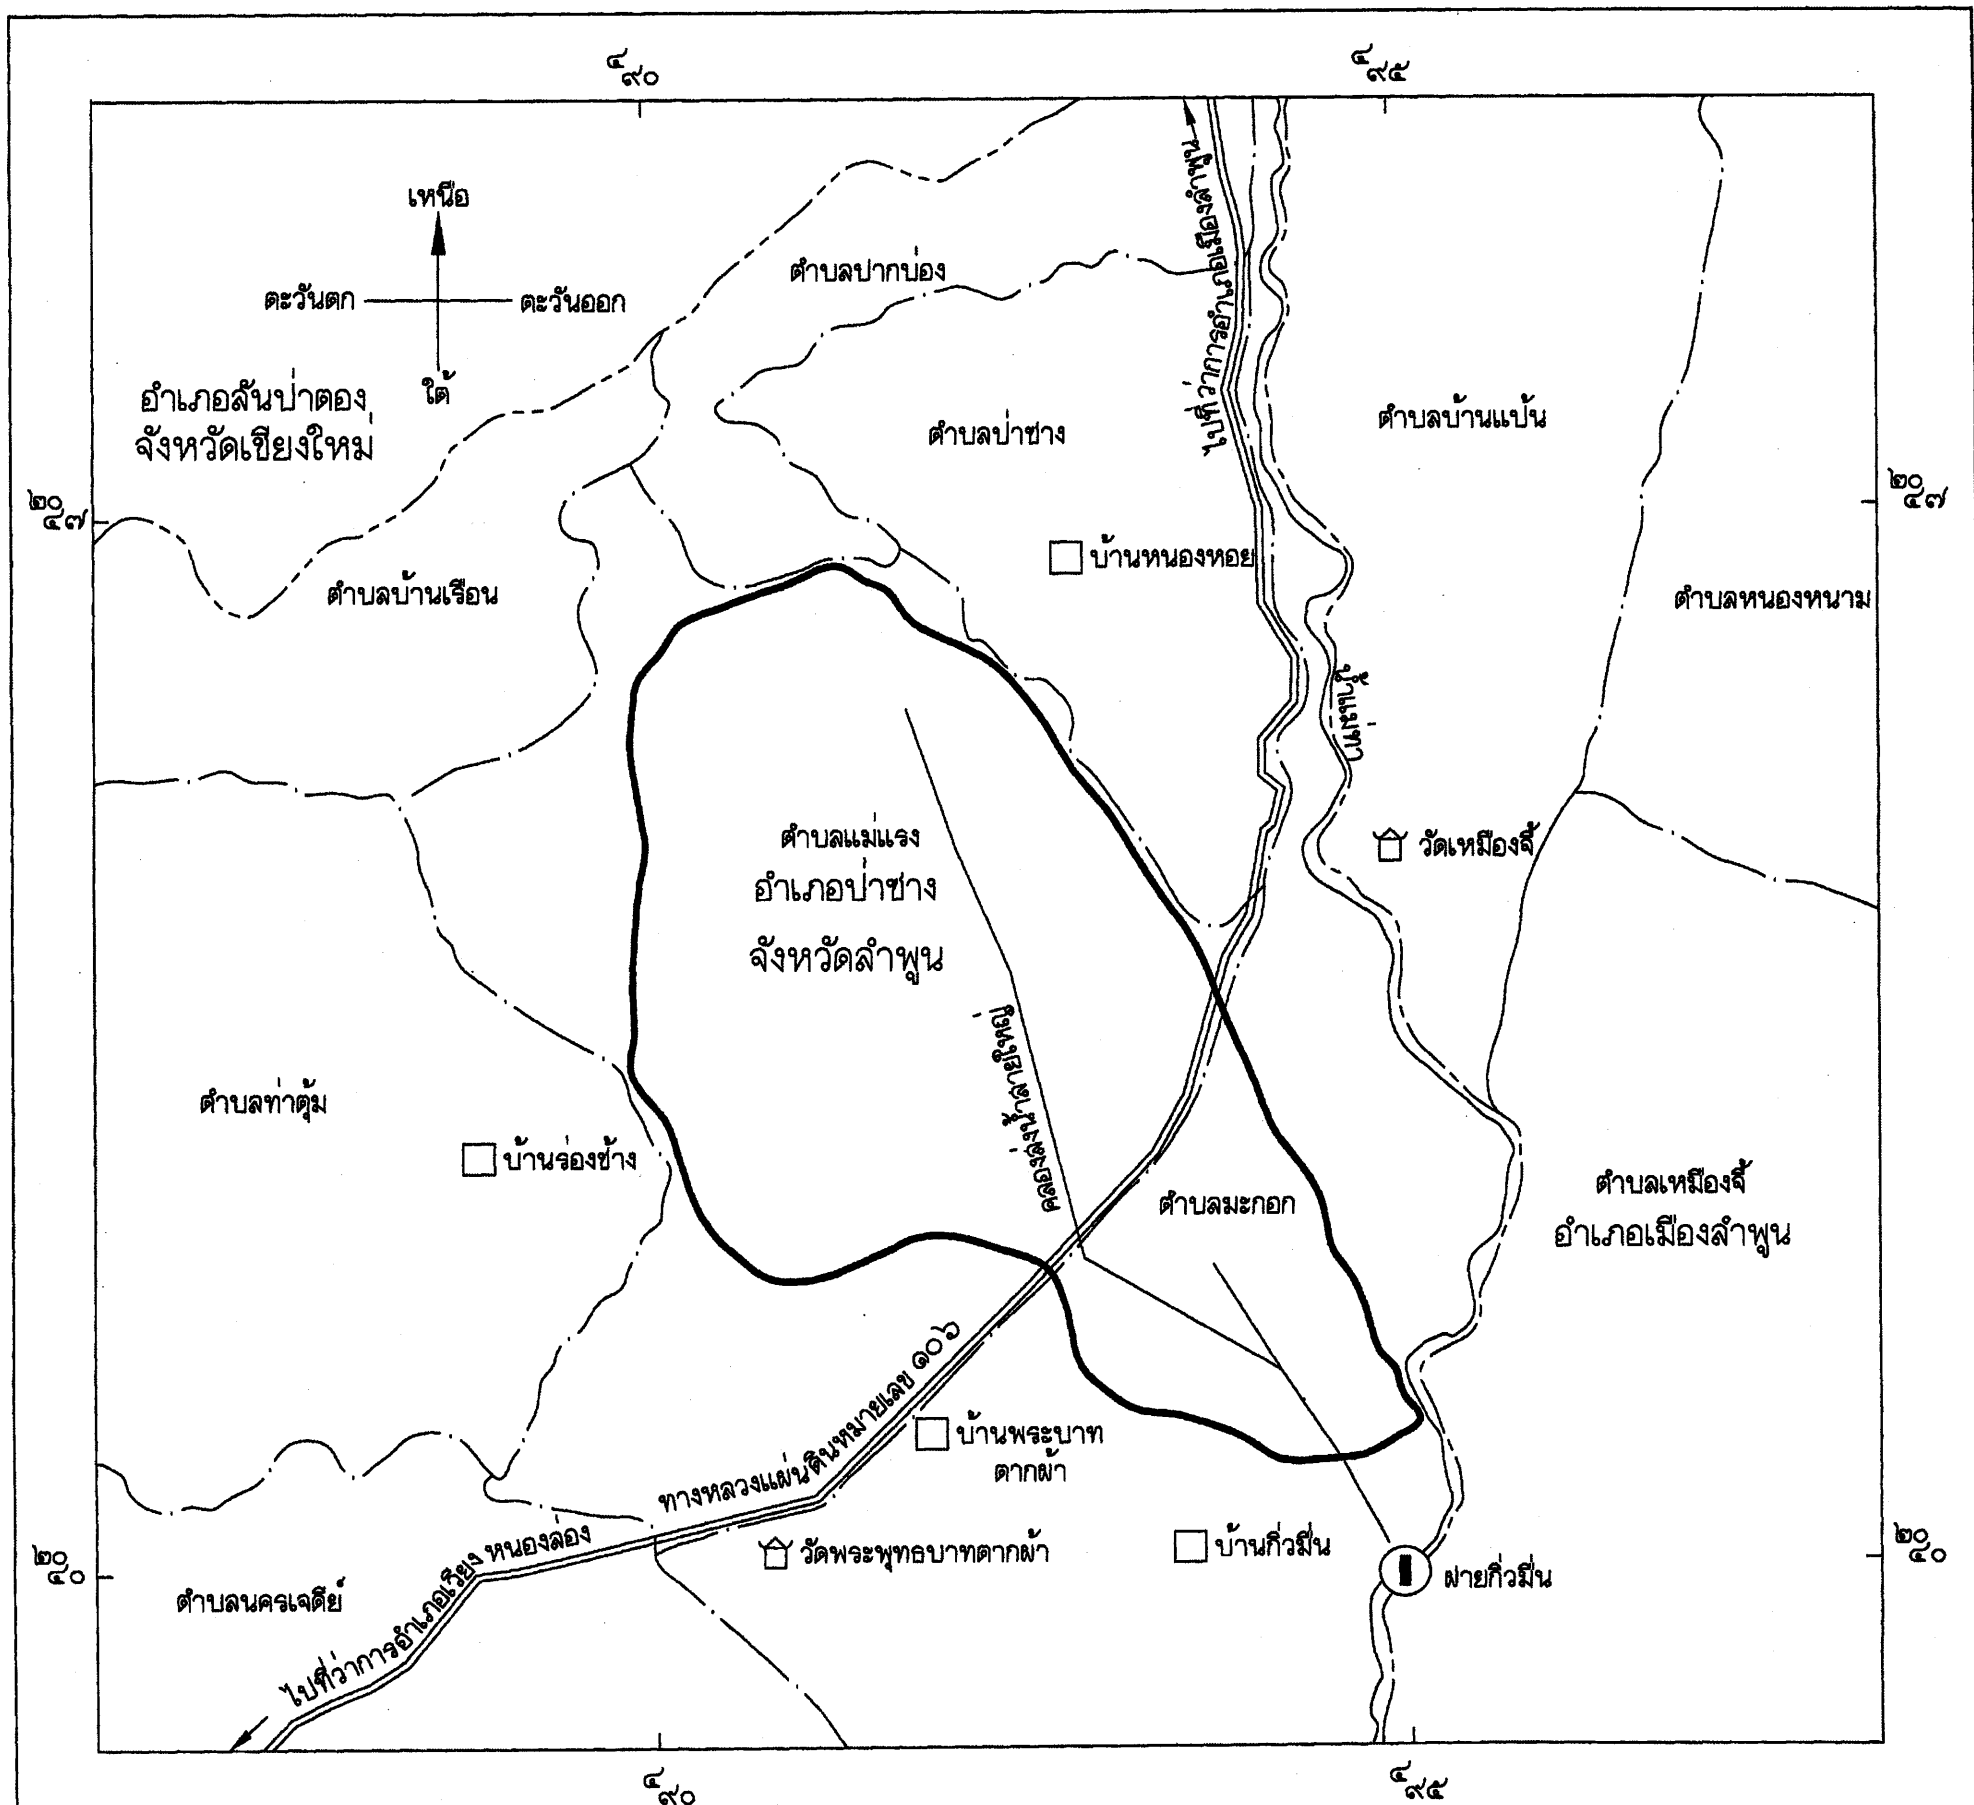 ๔๙๐
๔๙๕
เหนือ
ตะวันตก
ตะวันออก
ใต้
ตำบลปากบ่อง
ไปที่ว่าการอำเภอเมืองลำพูน
อำเภอสันป่าตอง
จังหวัดเชียงใหม่
ตำบลป่าซาง
ตำบลบ้านแป้น
๒๐๔๗
๒๐๔๗
บ้านหนองหอย
ตำบลบ้านเรือน
ตำบลหนองหนาม
น้ำแม่ทา
ตำบลแม่แรง
อำเภอป่าซาง
จังหวัดลำพูน
วัดเหมืองจี้
คลองส่งน้ำสายใหญ่
ตำบลท่าตุ้ม
บ้านร่องช้าง
ตำบลมะกอก
ตำบลเหมืองจี้
อำเภอเมืองลำพูน
ทางหลวงแผ่นดินหมายเลข ๑๐๖
บ้านพระบาท
ตากผ้า
ไปที่ว่าการอำเภอเวียงหนองล่อง
วัดพระพุทธบาทตากผ้า
บ้านกิ่วมื่น
ฝายกิ่วมื่น
๒๐๔๐
๒๐๔๐
ตำบลนครเจดีย์
๔๙๐
๔๙๕